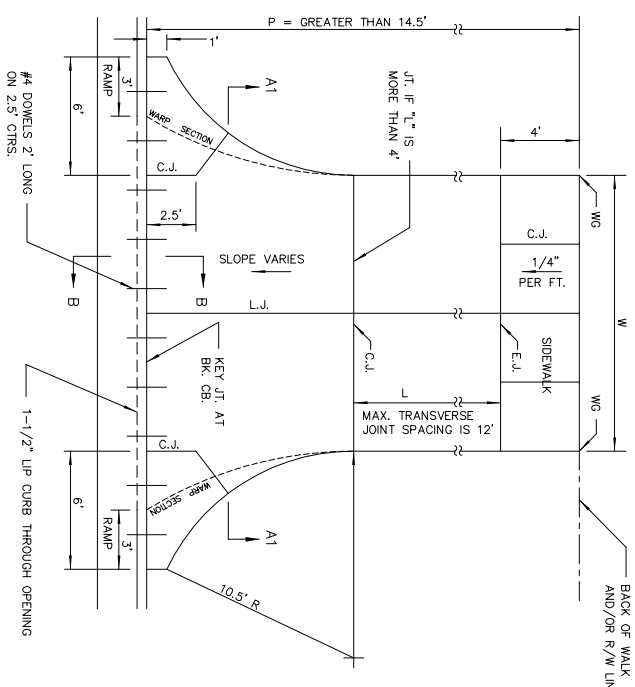 P = GREATER THAN 14.5'
1'
3'
RAMP
6'
WARP SECTION
A1
C.J.
2.5'
#4 DOWELS 2' LONG
ON 2.5' CTRS.
JT. IF "L" IS
MORE THAN 4'
4'
WG
C.J.
1/4"
PER FT.
W
SLOPE VARIES
B
B
L.J.
C.J.
E.J.
SIDEWALK
KEY JT. AT
BK. CB.
L
MAX. TRANSVERSE
JOINT SPACING IS 12'
WG
C.J.
WARP SECTION
A1
6'
3'
RAMP
10.5' R
1-1/2" LIP CURB THROUGH OPENING
BACK OF WALK
AND/OR R/W LIN